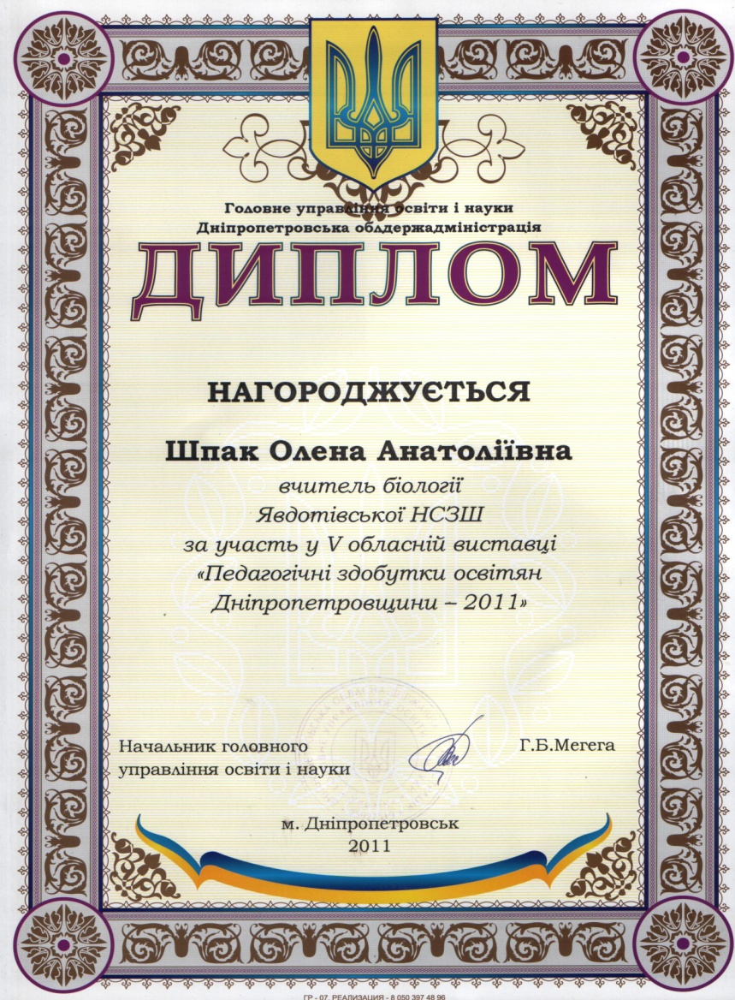 Головне управління освіти і науки
Дніпропетровська облдержадміністрація
ДИПЛОМ
НАГОРОДЖУЄТЬСЯ
Шпак Олена Анатоліївна
вчитель біології
Явдотівської НСЗШ
за участь у V обласній виставці
«Педагогічні здобутки освітян
Дніпропетровщини – 2011»
Начальник головного
управління освіти і науки
Г.Б.Мегега
м. Дніпропетровськ
2011
ГР - 07. РЕАЛИЗАЦИЯ - 8 050 397 48 96